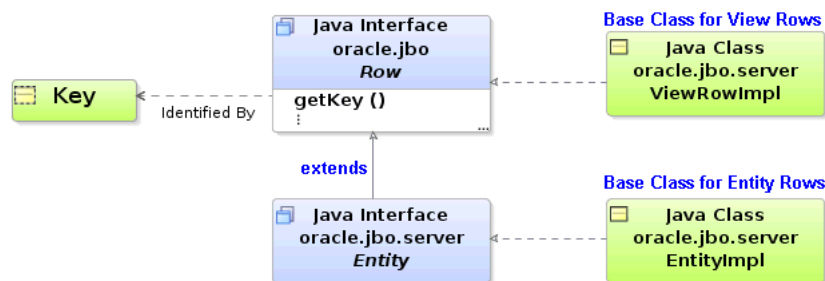 Java Interface
oracle.jbo
Row
getKey ()
...
Key
Identified By
Base Class for View Rows
Java Class
oracle.jbo.server
ViewRowImpl
extends
Java Interface
oracle.jbo.server
Entity
Base Class for Entity Rows
Java Class
oracle.jbo.server
EntityImpl